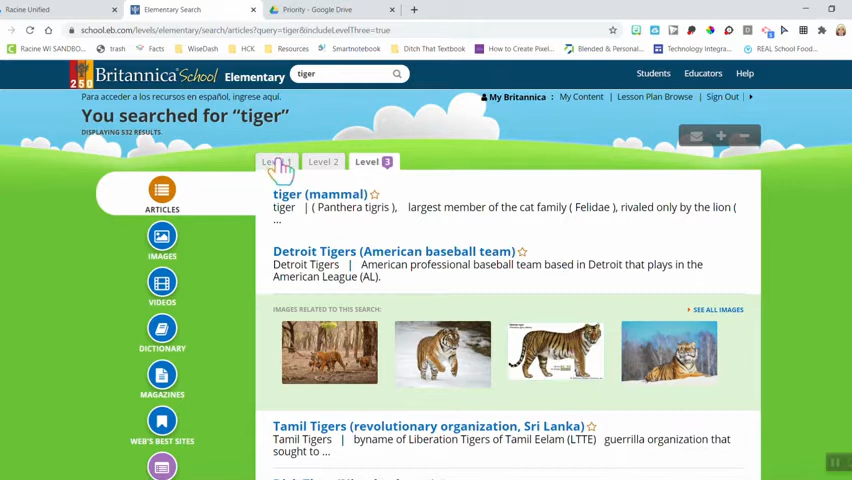 Racine Unified
Elementary Search
Priority - Google Drive
school.eb.com/levels/elementary/search/articles?query=tiger&includeLevelThree=true
Racine WI SANDBO...
trash
Facts
WiseDash
HCK
Resources
Smartnotebook
Ditch That Textbook
How to Create Pixel...
Blended & Personal...
Technology Integra...
REAL School Food...
250
Britannica School Elementary
tiger
Students Educators Help
Para acceder a los recursos en español, ingrese aquí.
My Britannica : My Content | Lesson Plan Browse | Sign Out
You searched for “tiger”
DISPLAYING 532 RESULTS.
Level 1 Level 2 Level 3
ARTICLES
IMAGES
VIDEOS
DICTIONARY
MAGAZINES
WEB'S BEST SITES
tiger (mammal)
tiger | ( Panthera tigris ), largest member of the cat family ( Felidae ), rivaled only by the lion (
...
Detroit Tigers (American baseball team)
Detroit Tigers | American professional baseball team based in Detroit that plays in the
American League (AL).
IMAGES RELATED TO THIS SEARCH:
SEE ALL IMAGES
Tamil Tigers (revolutionary organization, Sri Lanka)
Tamil Tigers | byname of Liberation Tigers of Tamil Eelam (LTTE) guerrilla organization that
sought to ...